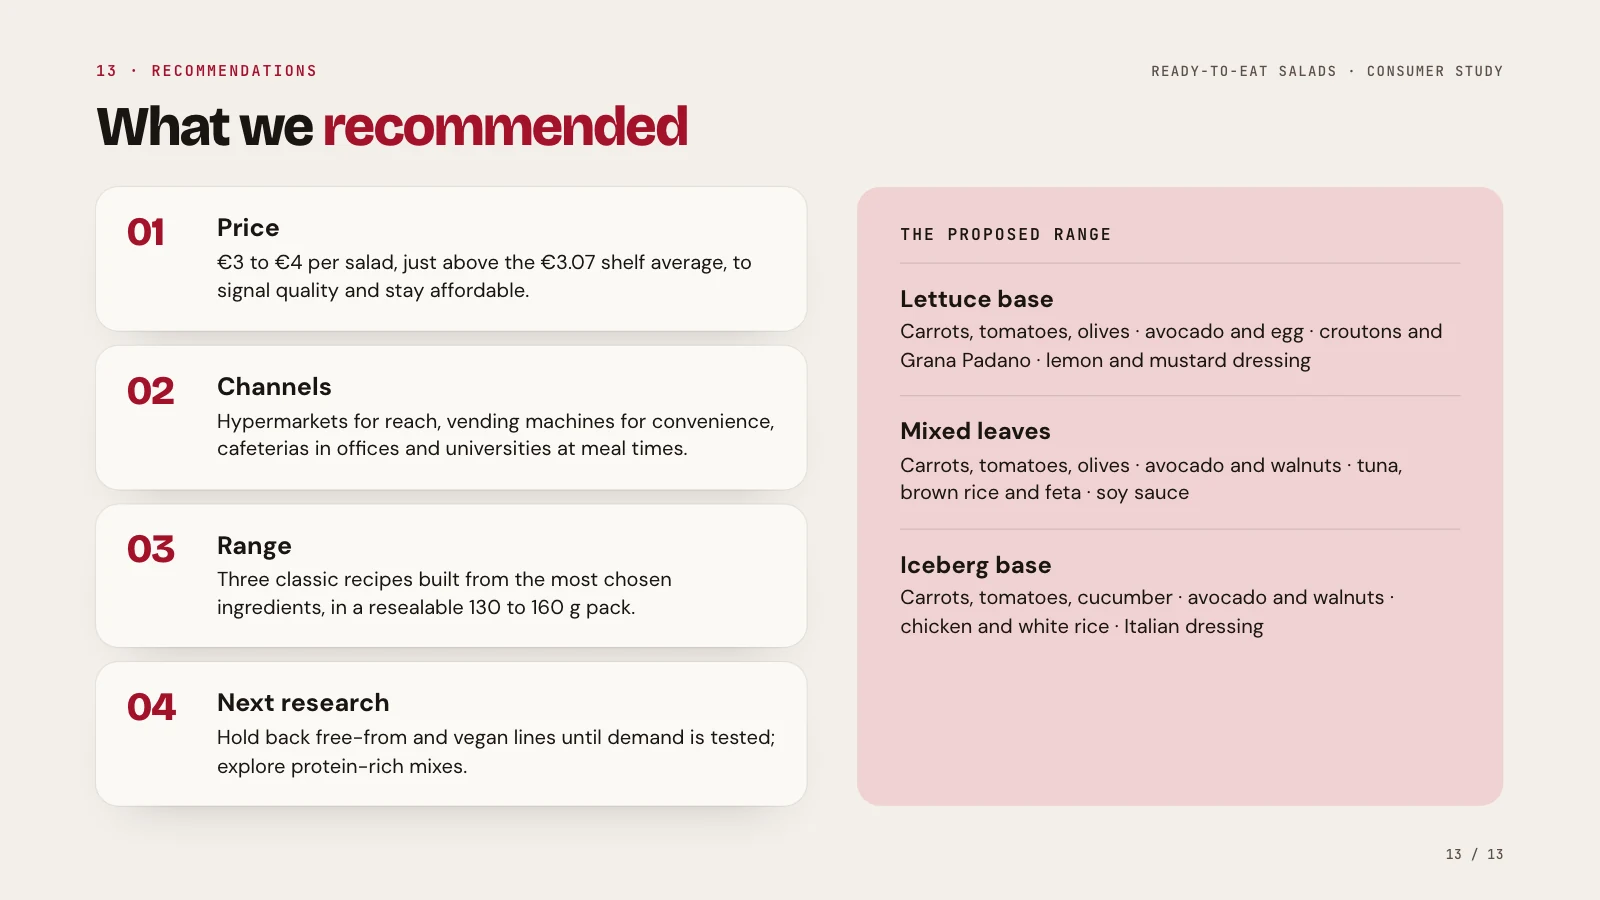 13 · RECOMMENDATIONS
READY-TO-EAT SALADS · CONSUMER STUDY
What we recommended
01
Price
€3 to €4 per salad, just above the €3.07 shelf average, to
signal quality and stay affordable.
02
Channels
Hypermarkets for reach, vending machines for convenience,
cafeterias in offices and universities at meal times.
03
Range
Three classic recipes built from the most chosen
ingredients, in a resealable 130 to 160 g pack.
04
Next research
Hold back free-from and vegan lines until demand is tested;
explore protein-rich mixes.
THE PROPOSED RANGE
Lettuce base
Carrots, tomatoes, olives · avocado and egg · croutons and
Grana Padano · lemon and mustard dressing
Mixed leaves
Carrots, tomatoes, olives · avocado and walnuts · tuna,
brown rice and feta · soy sauce
Iceberg base
Carrots, tomatoes, cucumber · avocado and walnuts ·
chicken and white rice · Italian dressing
13 / 13